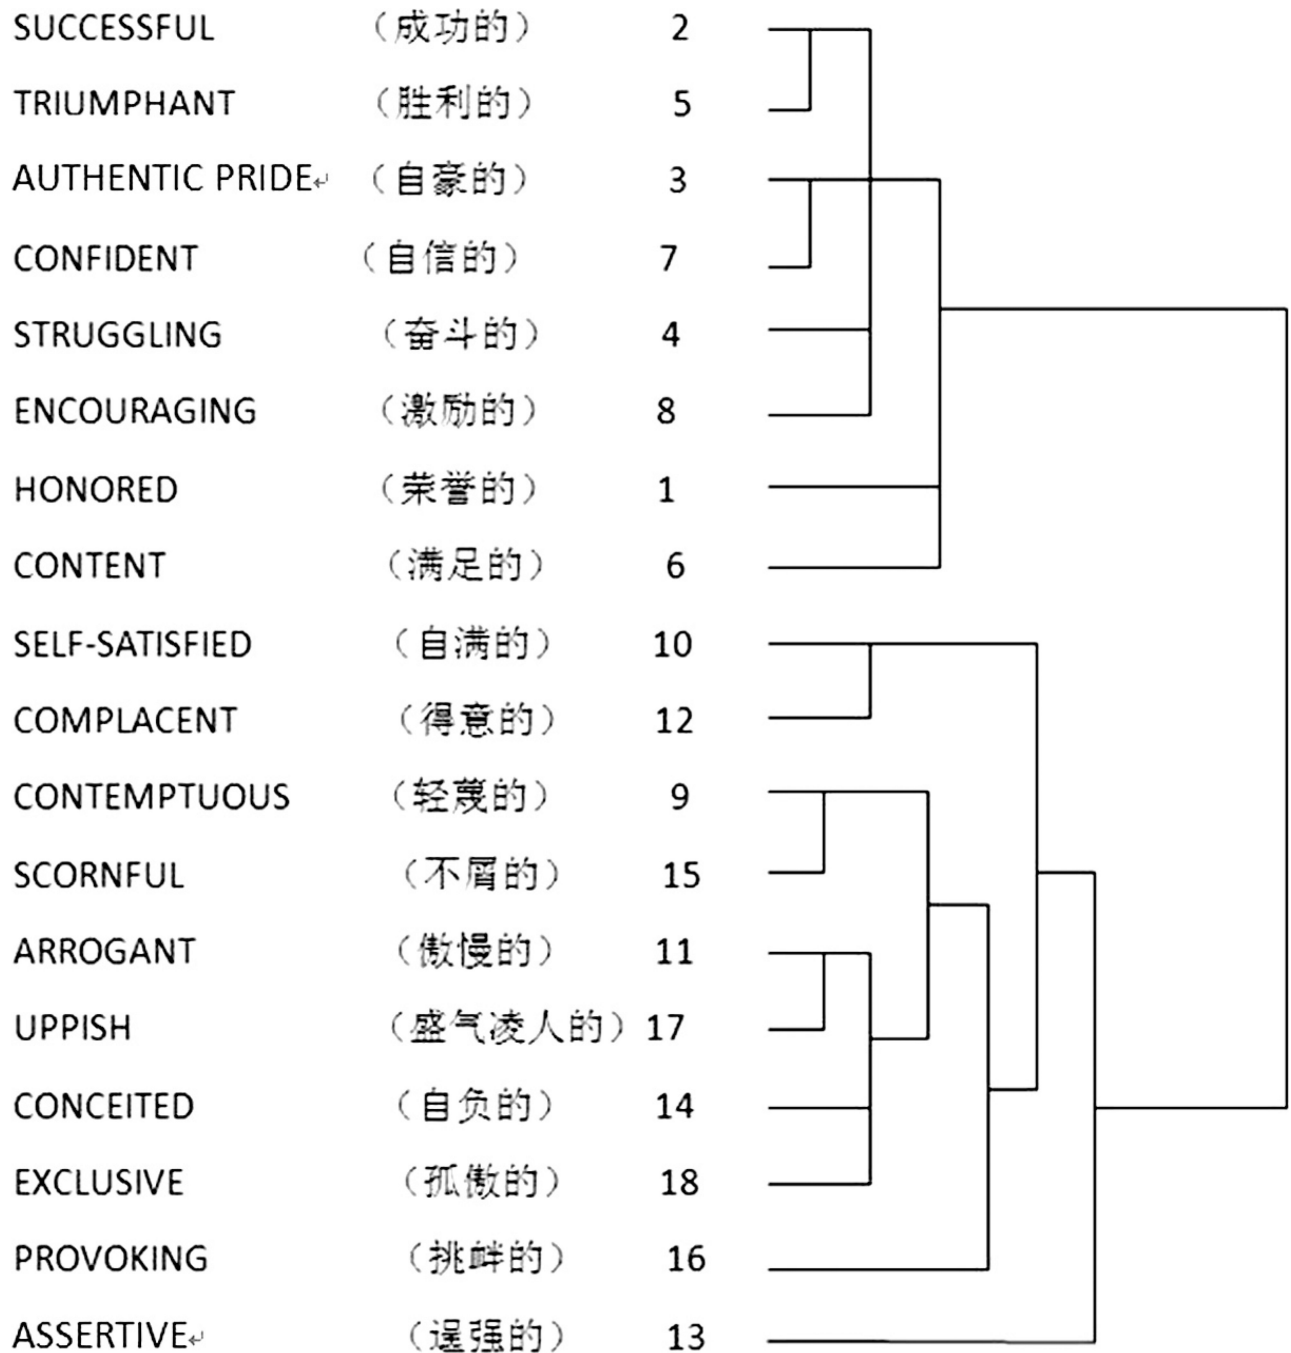 SUCCESSFUL （成功的） 2
TRIUMPHANT （胜利的） 5
AUTHENTIC PRIDE↵ （自豪的） 3
CONFIDENT （自信的） 7
STRUGGLING （奋斗的） 4
ENCOURAGING （激励的） 8
HONORED （荣誉的） 1
CONTENT （满足的） 6
SELF-SATISFIED （自满的） 10
COMPLACENT （得意的） 12
CONTEMPTUOUS （轻蔑的） 9
SCORNFUL （不屑的） 15
ARROGANT （傲慢的） 11
UPPISH （盛气凌人的） 17
CONCEITED （自负的） 14
EXCLUSIVE （孤傲的） 18
PROVOKING （挑衅的） 16
ASSERTIVE↵ （逞强的） 13